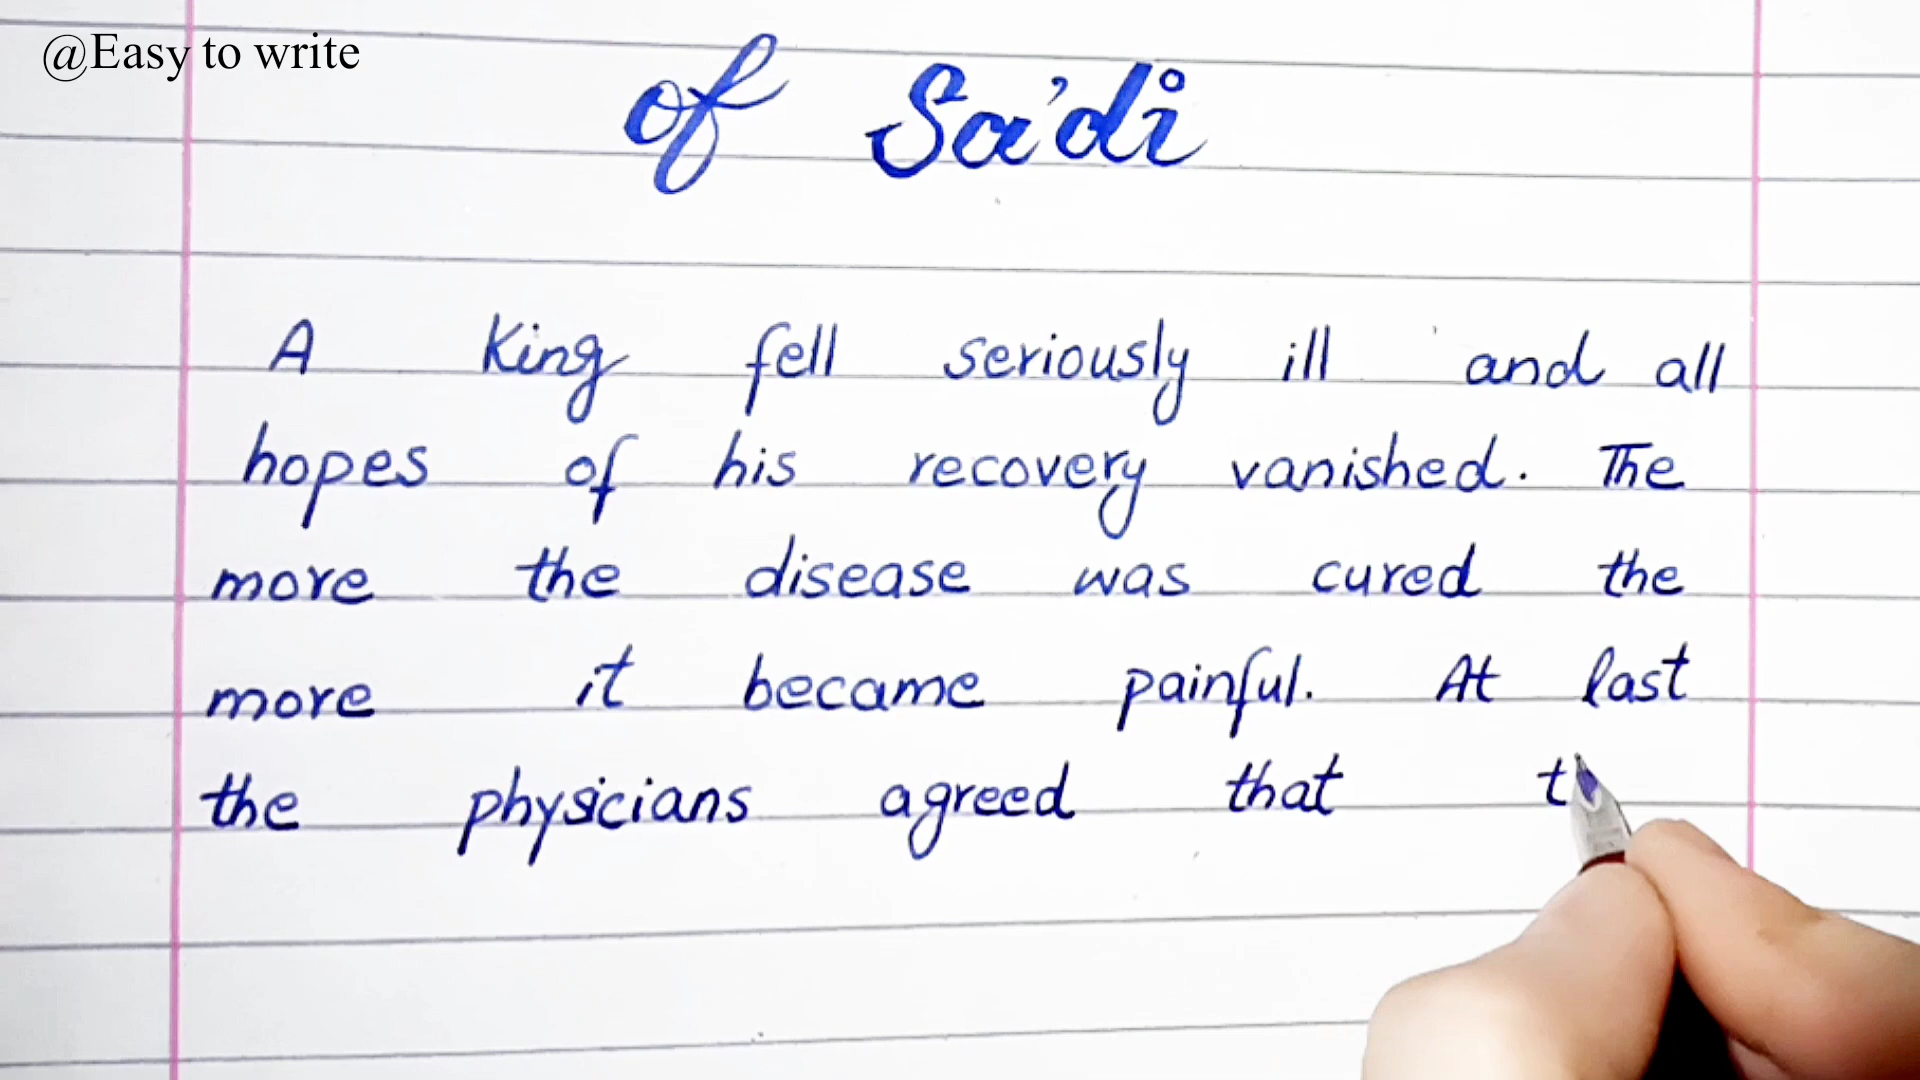 @Easy to write
of Sa'di
A King fell seriously ill and all
hopes of his recovery vanished. The
more the disease was cured the
more it became painful. At last
the physicians agreed that t